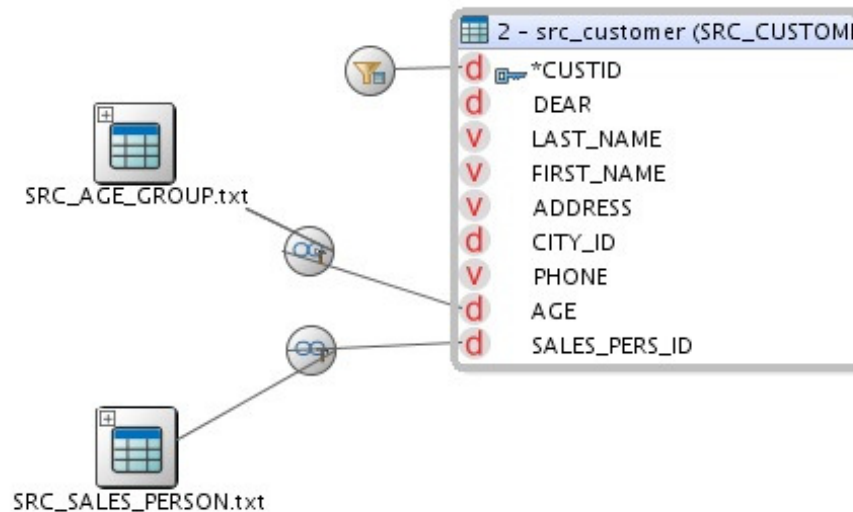 2 - src_customer (SRC_CUSTOM
d *CUSTID
d DEAR
v LAST_NAME
v FIRST_NAME
v ADDRESS
d CITY_ID
v PHONE
d AGE
d SALES_PERS_ID
SRC_AGE_GROUP.txt
SRC_SALES_PERSON.txt